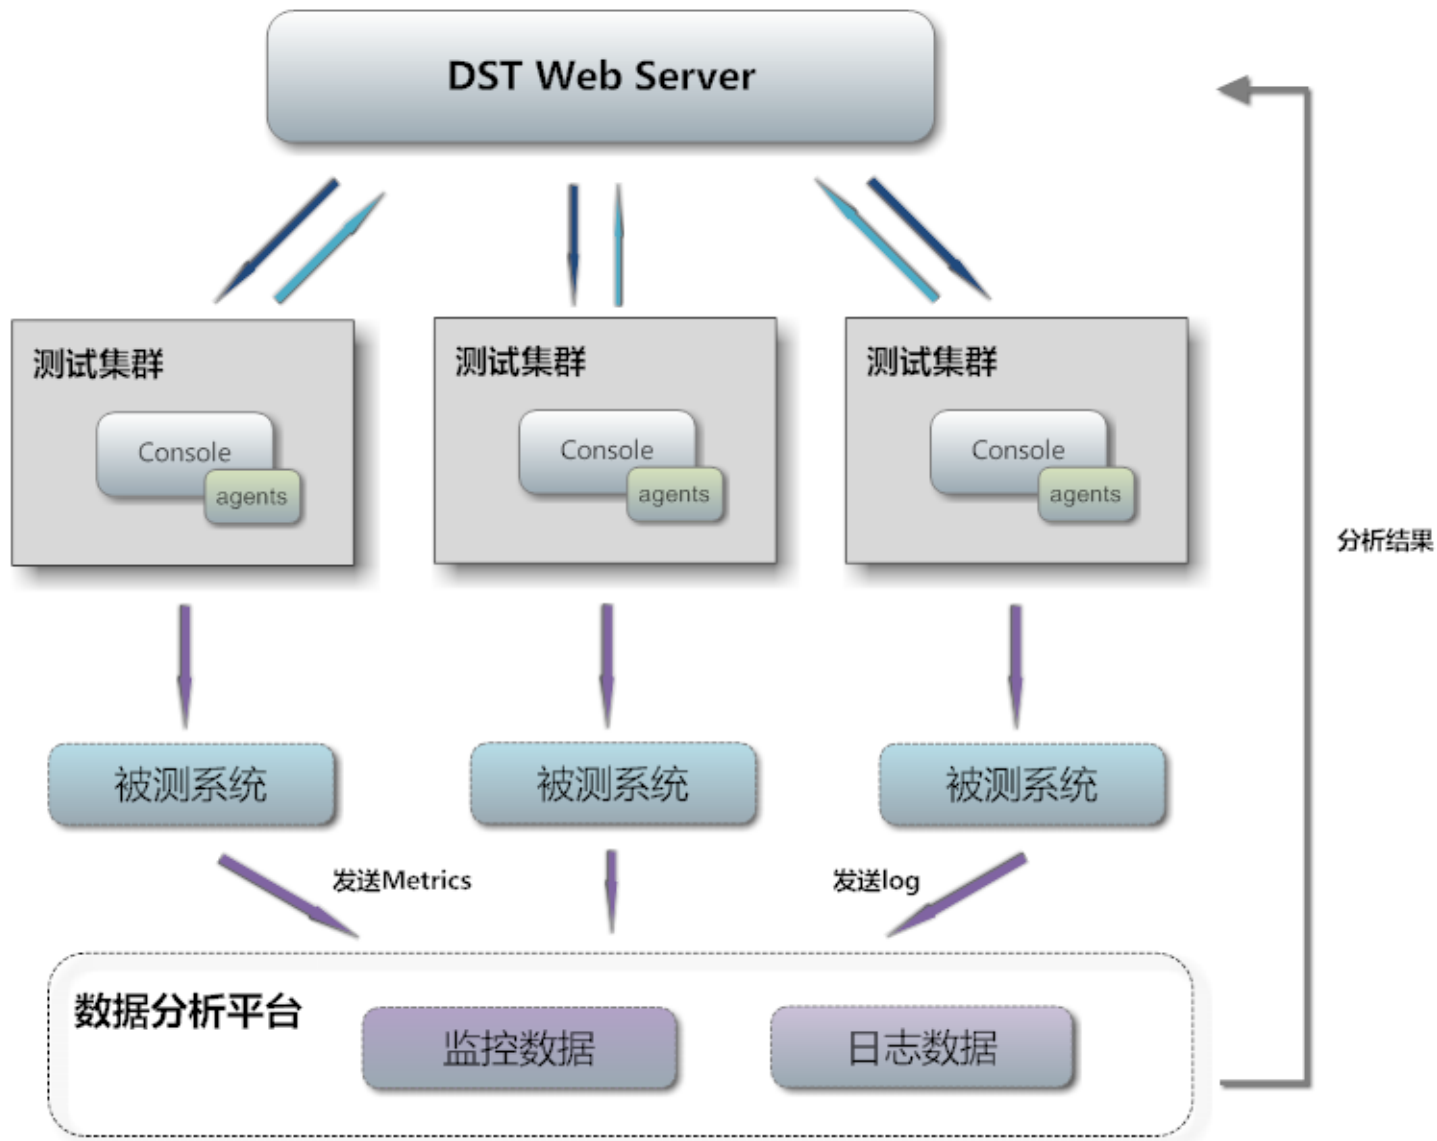 DST Web Server
测试集群
Console
agents
测试集群
Console
agents
测试集群
Console
agents
分析结果
被测系统
被测系统
被测系统
发送Metrics
发送log
数据分析平台
监控数据
日志数据